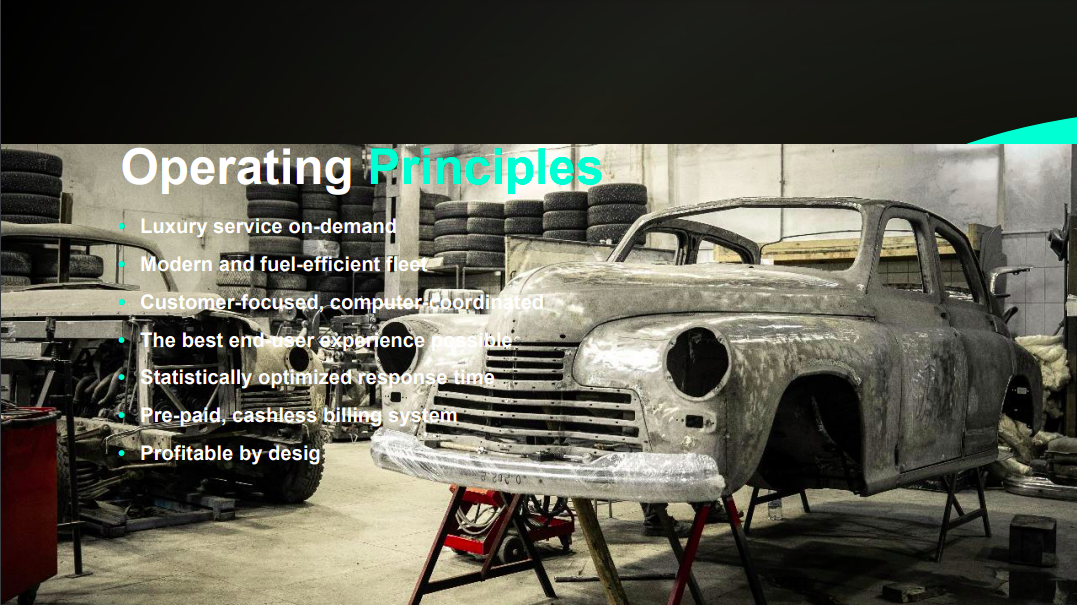 Operating Principles
Luxury service on-demand
Modern and fuel-efficient fleet
Customer-focused, computer-coordinated
The best end-user experience possible
Statistically optimized response time
Pre-paid, cashless billing system
Profitable by desig